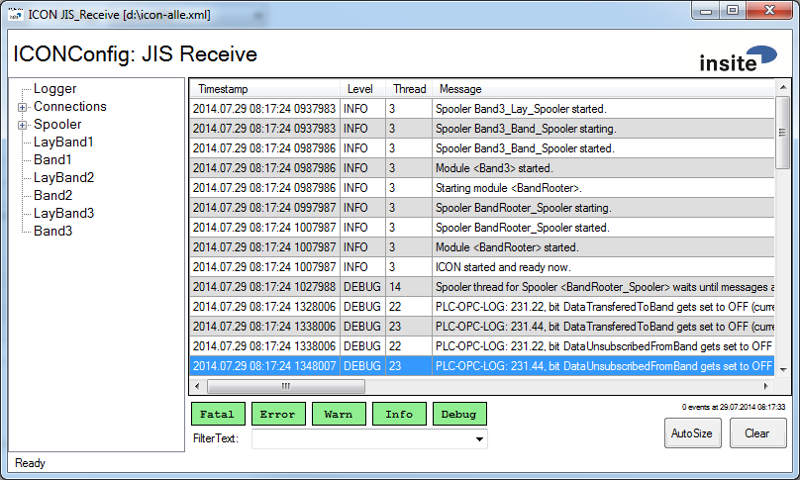 ICON JIS_Receive [d:\icon-alle.xml]
ICONConfig: JIS Receive
insite
Logger
Connections
Spooler
LayBand1
Band1
LayBand2
Band2
LayBand3
Band3
Timestamp Level Thread Message
2014.07.29 08:17:24 0937983 INFO 3 Spooler Band3_Lay_Spooler started.
2014.07.29 08:17:24 0937983 INFO 3 Spooler Band3_Band_Spooler starting.
2014.07.29 08:17:24 0987986 INFO 3 Spooler Band3_Band_Spooler started.
2014.07.29 08:17:24 0987986 INFO 3 Module <Band3> started.
2014.07.29 08:17:24 0987986 INFO 3 Starting module <BandRooter>.
2014.07.29 08:17:24 0997987 INFO 3 Spooler BandRooter_Spooler starting.
2014.07.29 08:17:24 1007987 INFO 3 Spooler BandRooter_Spooler started.
2014.07.29 08:17:24 1007987 INFO 3 Module <BandRooter> started.
2014.07.29 08:17:24 1007987 INFO 3 ICON started and ready now.
2014.07.29 08:17:24 1027988 DEBUG 14 Spooler thread for Spooler <BandRooter_Spooler> waits until messages a
2014.07.29 08:17:24 1328006 DEBUG 22 PLC-OPC-LOG: 231.22, bit DataTransferedToBand gets set to OFF (curre
2014.07.29 08:17:24 1338006 DEBUG 23 PLC-OPC-LOG: 231.44, bit DataTransferedToBand gets set to OFF (curre
2014.07.29 08:17:24 1338006 DEBUG 22 PLC-OPC-LOG: 231.22, bit DataUnsubscribedFromBand gets set to OFF
2014.07.29 08:17:24 1348007 DEBUG 23 PLC-OPC-LOG: 231.44, bit DataUnsubscribedFromBand gets set to OFF
Fatal Error Warn Info Debug
0 events at 29.07.2014 08:17:33
FilterText:
AutoSize Clear
Ready